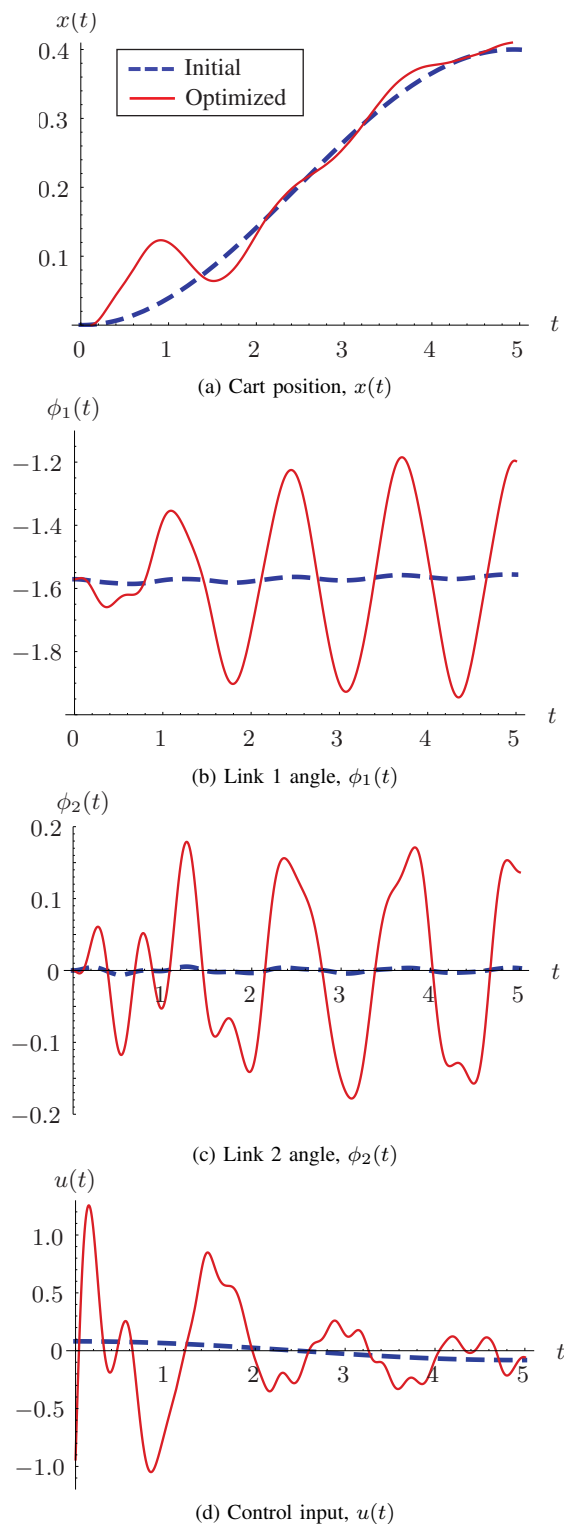 x(t)
0.4
0.3
0.2
0.1
Initial
Optimized
0 1 2 3 4 5 t
(a) Cart position, x(t)
ϕ₁(t)
−1.2
−1.4
−1.6
−1.8
0 1 2 3 4 5 t
(b) Link 1 angle, ϕ₁(t)
ϕ₂(t)
0.2
0.1
0
−0.1
−0.2
1 2 3 4 5 t
(c) Link 2 angle, ϕ₂(t)
u(t)
1.0
0.5
0
−0.5
−1.0
1 2 3 4 5 t
(d) Control input, u(t)